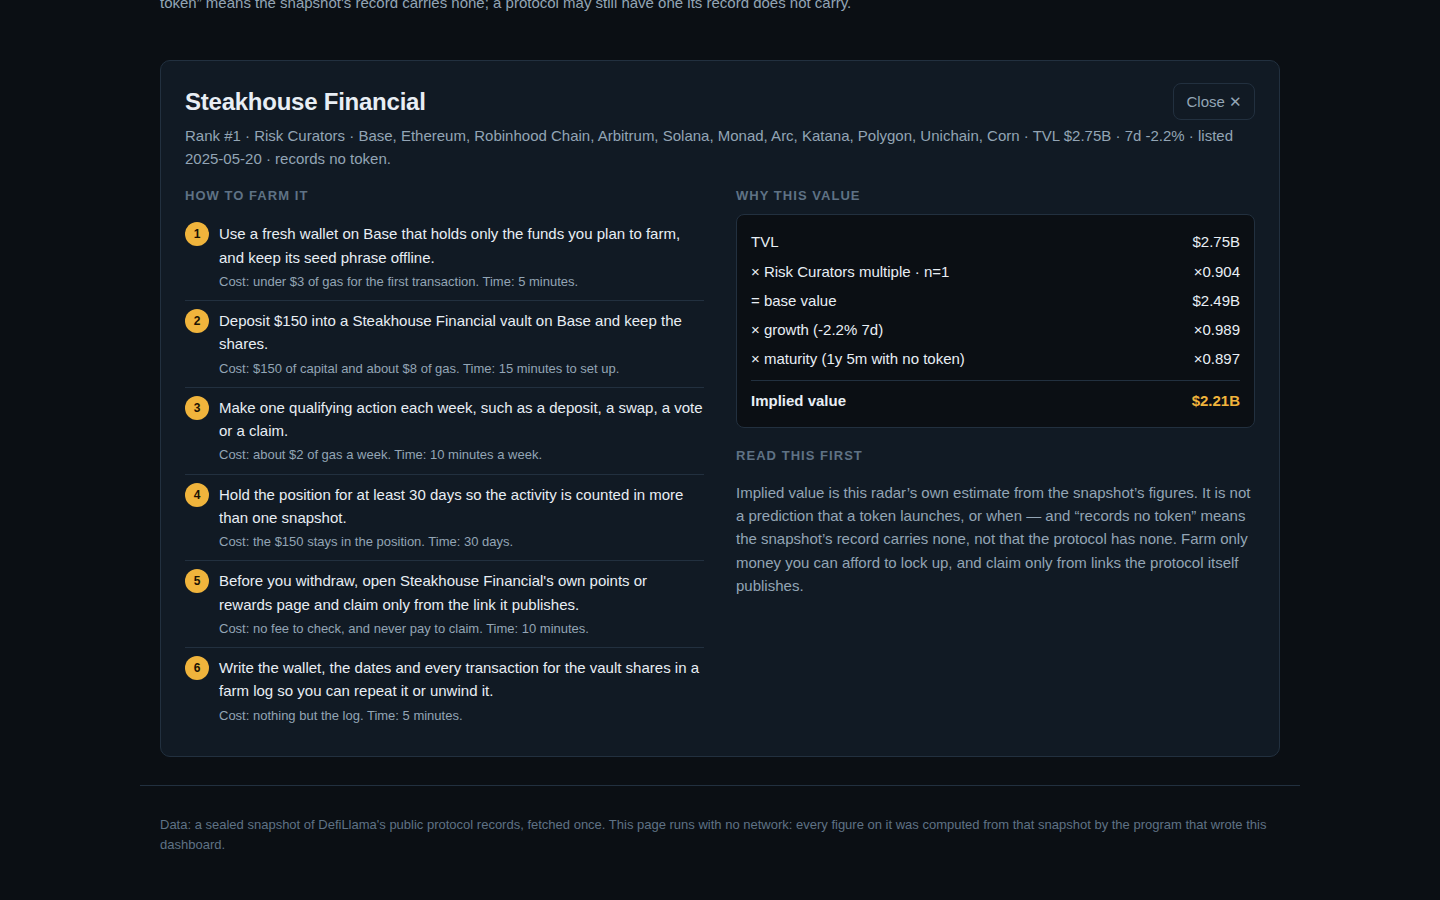 token” means the snapshot's record carries none; a protocol may still have one its record does not carry.
Steakhouse Financial
Close ✕
Rank #1 · Risk Curators · Base, Ethereum, Robinhood Chain, Arbitrum, Solana, Monad, Arc, Katana, Polygon, Unichain, Corn · TVL $2.75B · 7d -2.2% · listed
2025-05-20 · records no token.
HOW TO FARM IT
1 Use a fresh wallet on Base that holds only the funds you plan to farm,
and keep its seed phrase offline.
Cost: under $3 of gas for the first transaction. Time: 5 minutes.
2 Deposit $150 into a Steakhouse Financial vault on Base and keep the
shares.
Cost: $150 of capital and about $8 of gas. Time: 15 minutes to set up.
3 Make one qualifying action each week, such as a deposit, a swap, a vote
or a claim.
Cost: about $2 of gas a week. Time: 10 minutes a week.
4 Hold the position for at least 30 days so the activity is counted in more
than one snapshot.
Cost: the $150 stays in the position. Time: 30 days.
5 Before you withdraw, open Steakhouse Financial's own points or
rewards page and claim only from the link it publishes.
Cost: no fee to check, and never pay to claim. Time: 10 minutes.
6 Write the wallet, the dates and every transaction for the vault shares in a
farm log so you can repeat it or unwind it.
Cost: nothing but the log. Time: 5 minutes.
WHY THIS VALUE
TVL $2.75B
× Risk Curators multiple · n=1 ×0.904
= base value $2.49B
× growth (-2.2% 7d) ×0.989
× maturity (1y 5m with no token) ×0.897
Implied value $2.21B
READ THIS FIRST
Implied value is this radar’s own estimate from the snapshot’s figures. It is not
a prediction that a token launches, or when — and “records no token” means
the snapshot’s record carries none, not that the protocol has none. Farm only
money you can afford to lock up, and claim only from links the protocol itself
publishes.
Data: a sealed snapshot of DefiLlama's public protocol records, fetched once. This page runs with no network: every figure on it was computed from that snapshot by the program that wrote this
dashboard.